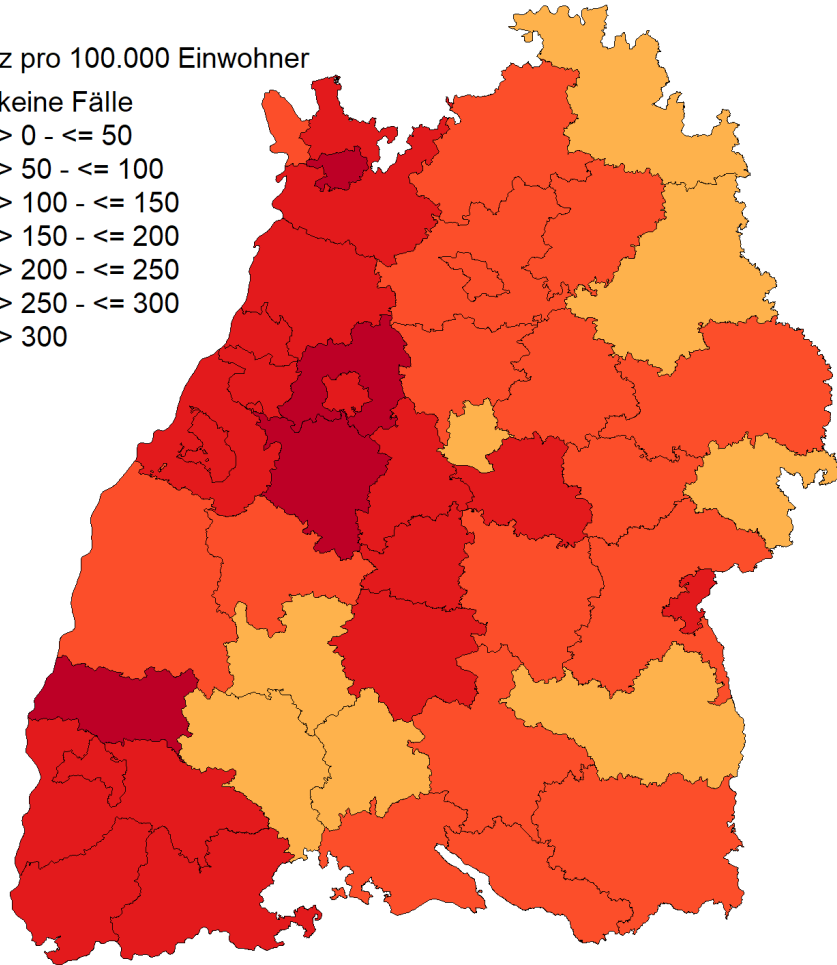 z pro 100.000 Einwohner
keine Fälle
> 0 - <= 50
> 50 - <= 100
> 100 - <= 150
> 150 - <= 200
> 200 - <= 250
> 250 - <= 300
> 300